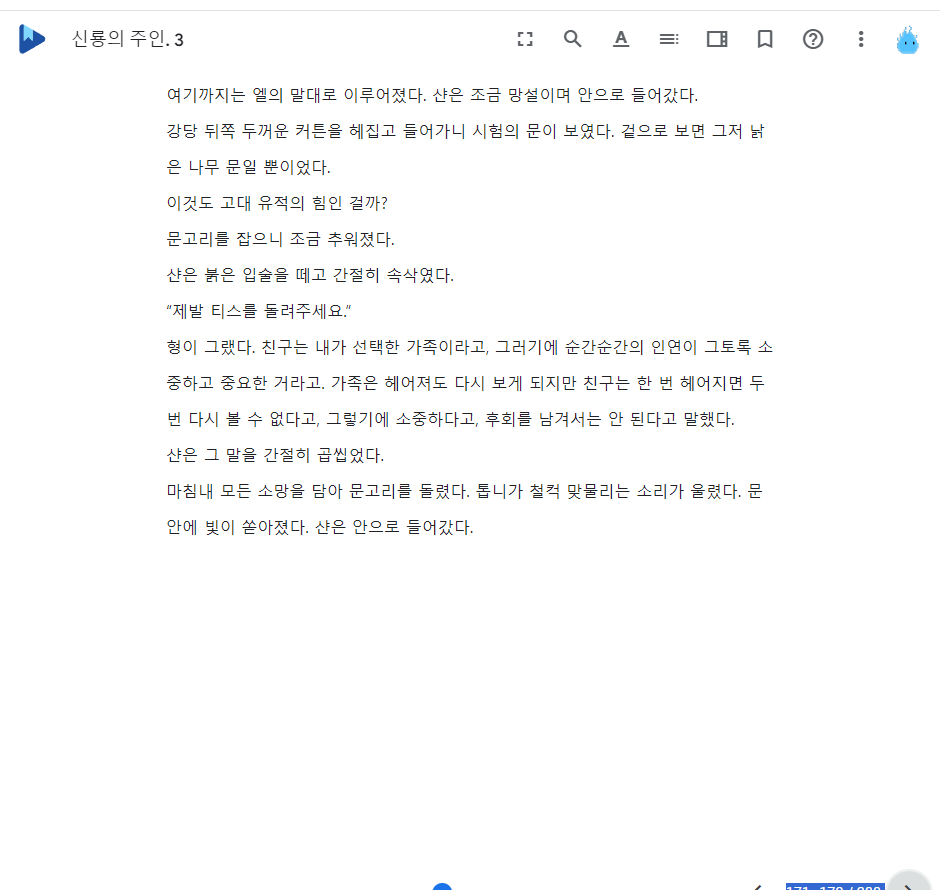 신룡의 주인. 3
여기까지는 엘의 말대로 이루어졌다. 샨은 조금 망설이며 안으로 들어갔다.
강당 뒤쪽 두꺼운 커튼을 헤집고 들어가니 시험의 문이 보였다. 겉으로 보면 그저 낡
은 나무 문일 뿐이었다.
이것도 고대 유적의 힘인 걸까?
문고리를 잡으니 조금 추워졌다.
샨은 붉은 입술을 떼고 간절히 속삭였다.
“제발 티스를 돌려주세요.”
형이 그랬다. 친구는 내가 선택한 가족이라고, 그러기에 순간순간의 인연이 그토록 소
중하고 중요한 거라고. 가족은 헤어져도 다시 보게 되지만 친구는 한 번 헤어지면 두
번 다시 볼 수 없다고, 그렇기에 소중하다고, 후회를 남겨서는 안 된다고 말했다.
샨은 그 말을 간절히 곱씹었다.
마침내 모든 소망을 담아 문고리를 돌렸다. 톱니가 철컥 맞물리는 소리가 울렸다. 문
안에 빛이 쏟아졌다. 샨은 안으로 들어갔다.